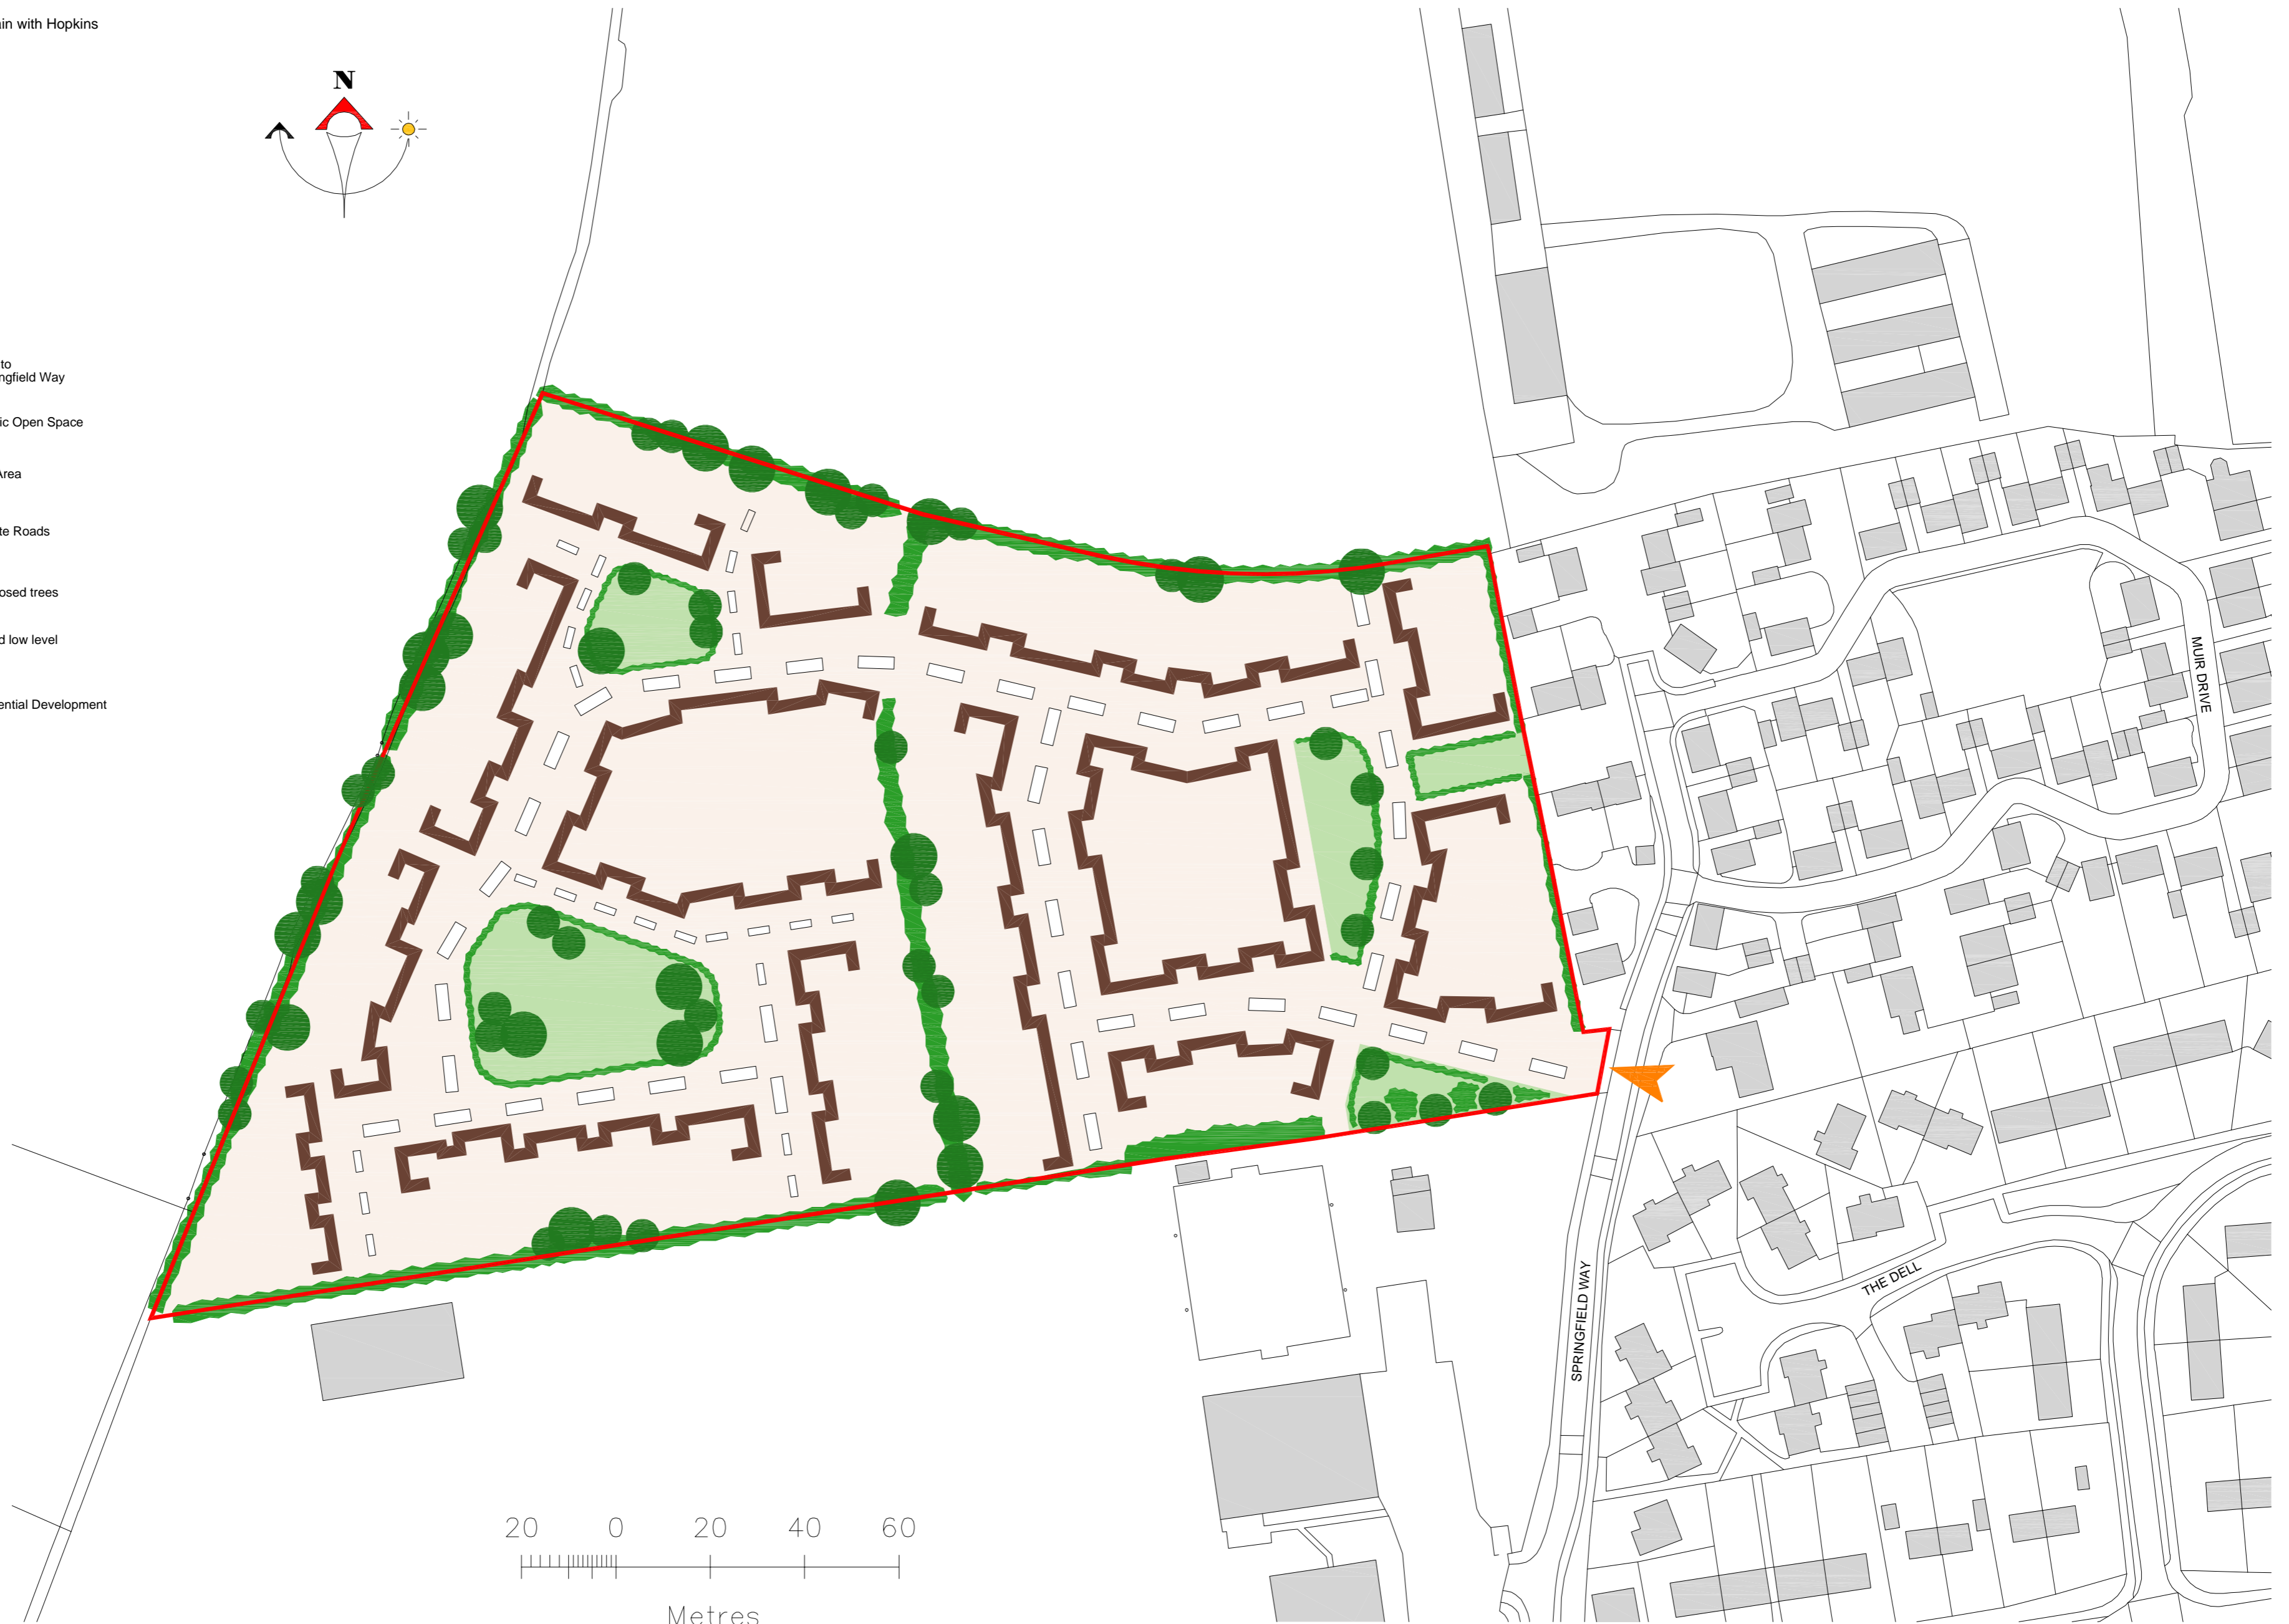 in with Hopkins
N
to
ngfield Way
ic Open Space
Area
te Roads
osed trees
d low level
ential Development
MUIR DRIVE
THE DELL
SPRINGFIELD WAY
20 0 20 40 60
Metres